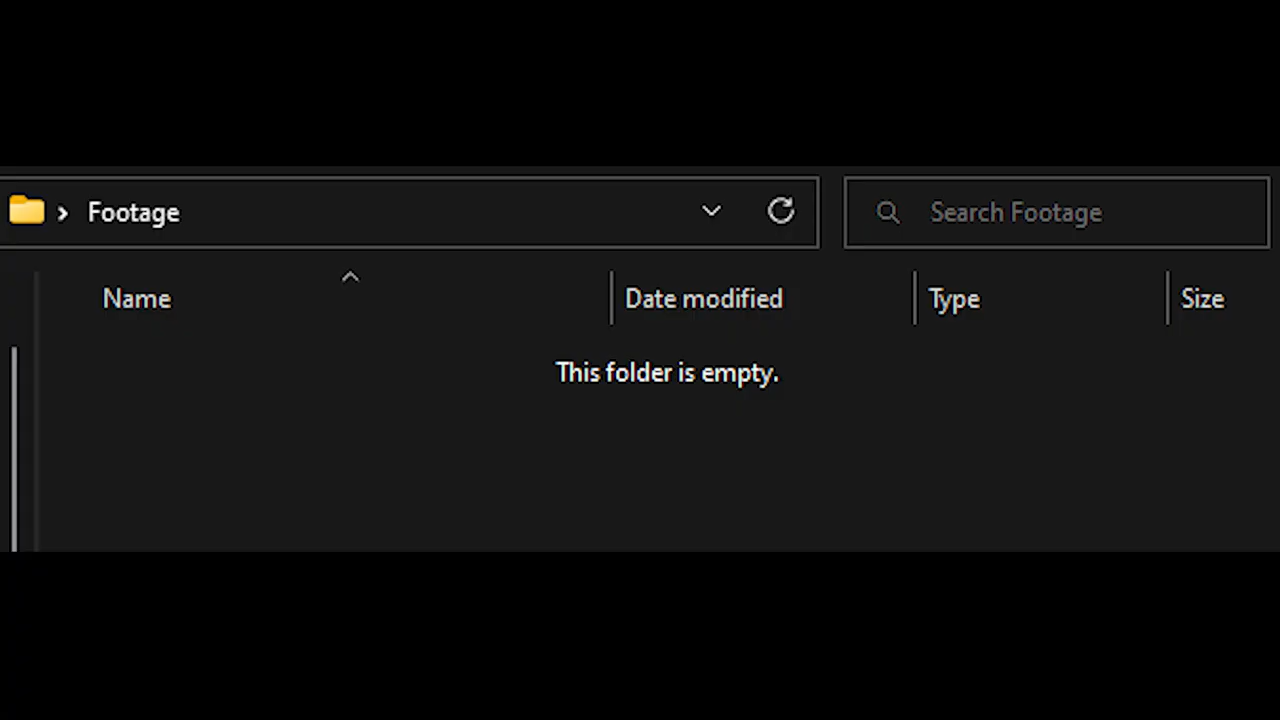 Footage
Search Footage
Name
Date modified
Type
Size
This folder is empty.